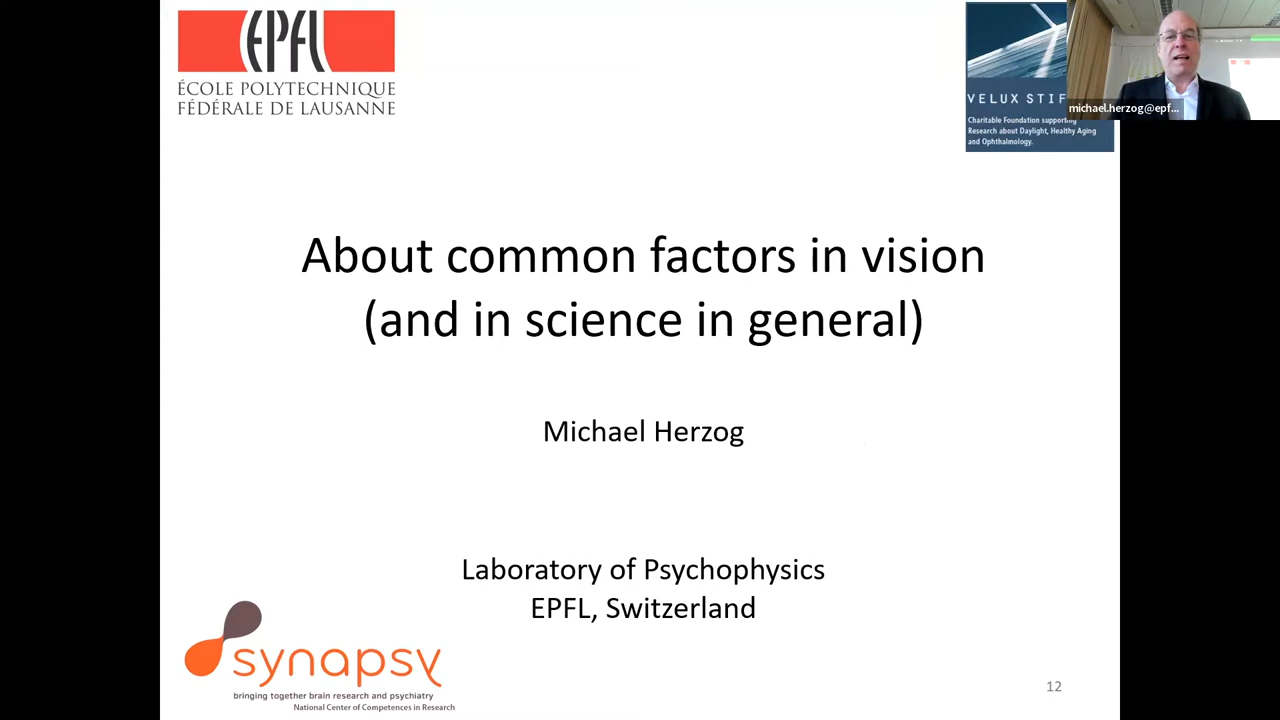 EPFL
ÉCOLE POLYTECHNIQUE
FÉDÉRALE DE LAUSANNE
VELUX STIF
Charitable Foundation supporting
Research about Daylight, Healthy Aging
and Ophthalmology.
michael.herzog@epf...
About common factors in vision
(and in science in general)
Michael Herzog
Laboratory of Psychophysics
EPFL, Switzerland
synapsy
bringing together brain research and psychiatry
National Center of Competences in Research
12